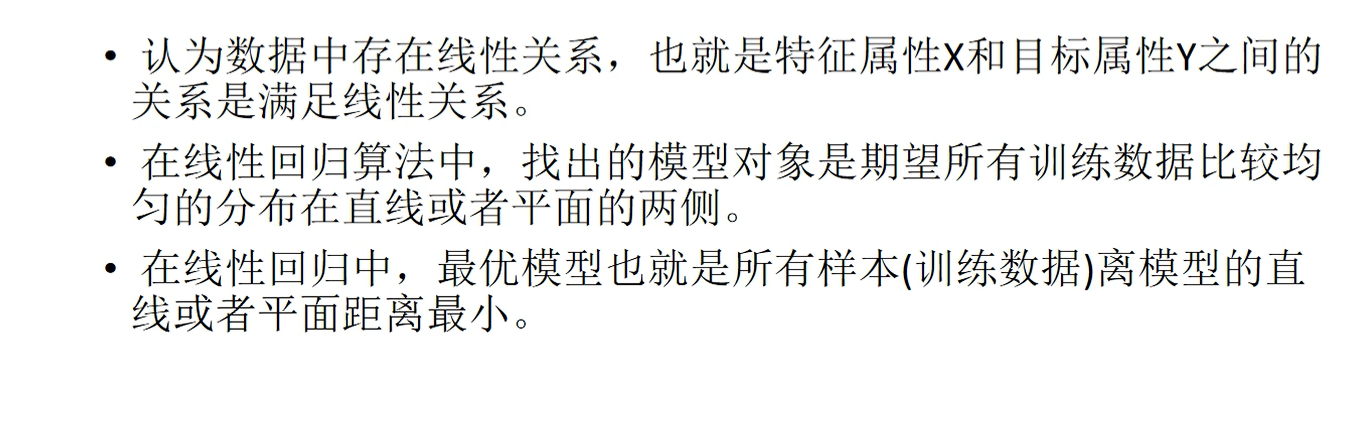 • 认为数据中存在线性关系，也就是特征属性X和目标属性Y之间的
关系是满足线性关系。
• 在线性回归算法中，找出的模型对象是期望所有训练数据比较均
匀的分布在直线或者平面的两侧。
• 在线性回归中，最优模型也就是所有样本(训练数据)离模型的直
线或者平面距离最小。